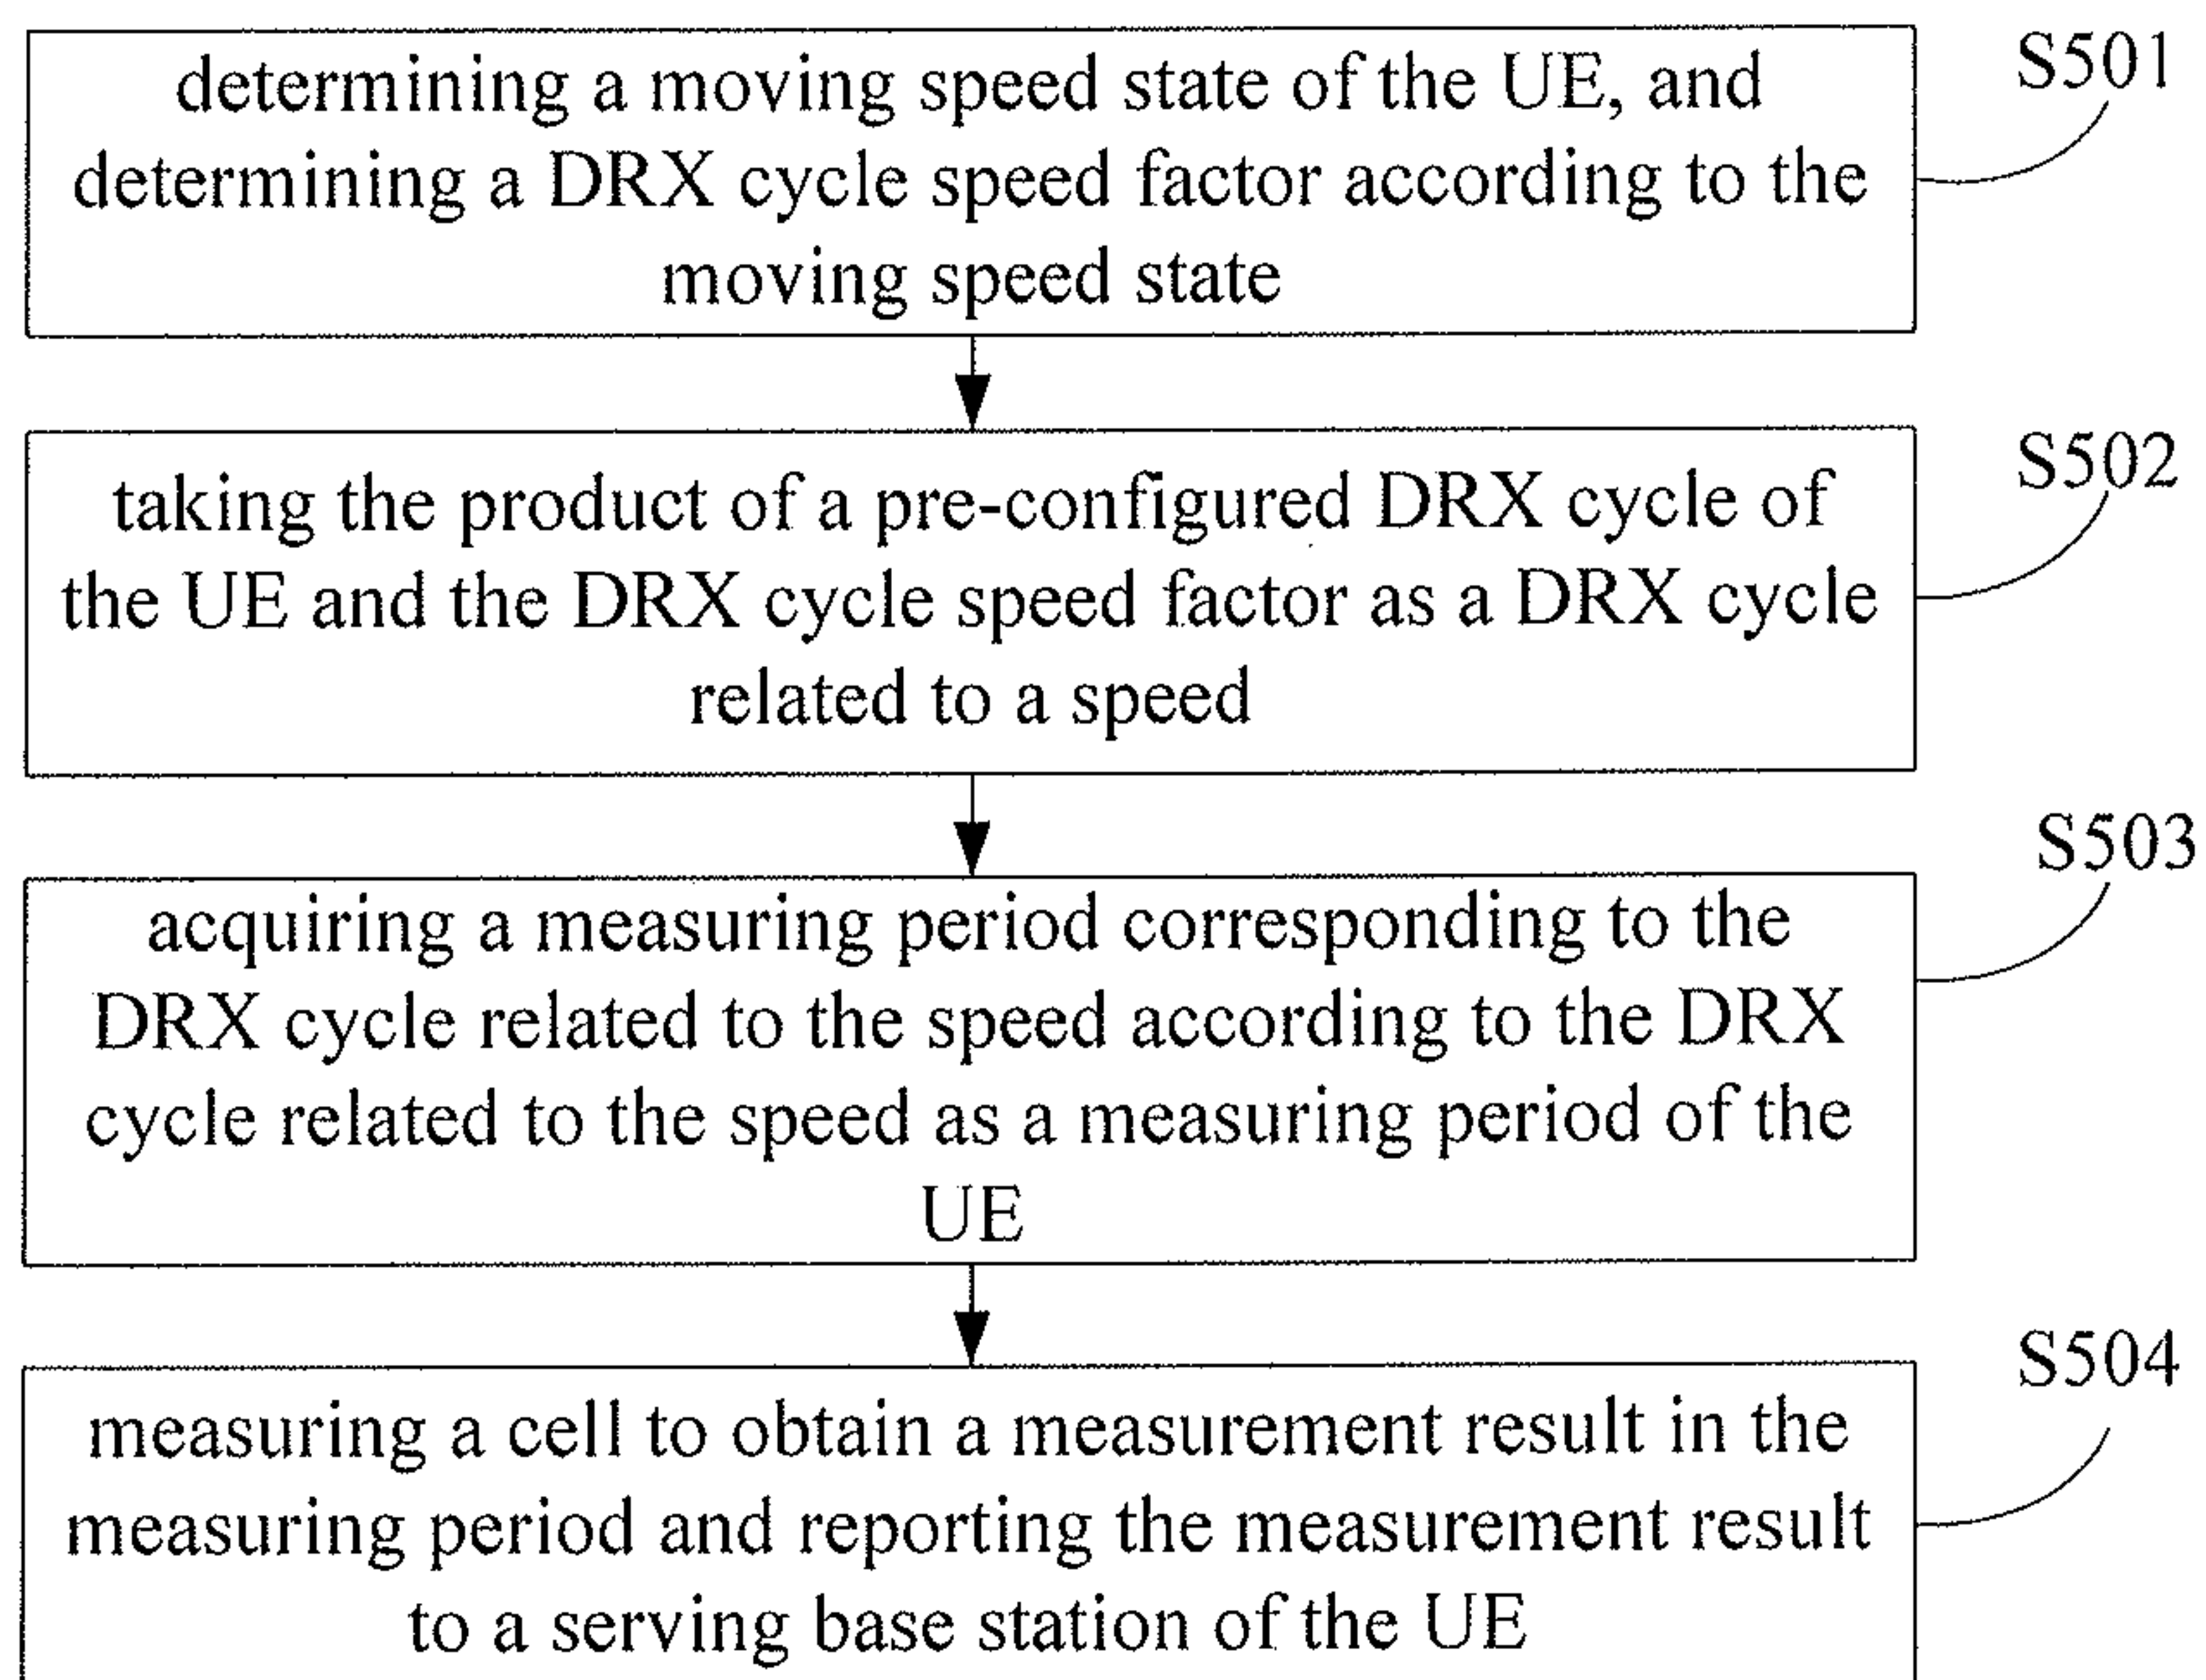 determining a moving speed state of the UE, and
determining a DRX cycle speed factor according to the
moving speed state
S501
taking the product of a pre-configured DRX cycle of
the UE and the DRX cycle speed factor as a DRX cycle
related to a speed
S502
acquiring a measuring period corresponding to the
DRX cycle related to the speed according to the DRX
cycle related to the speed as a measuring period of the
UE
S503
measuring a cell to obtain a measurement result in the
measuring period and reporting the measurement result
to a serving base station of the UE
S504